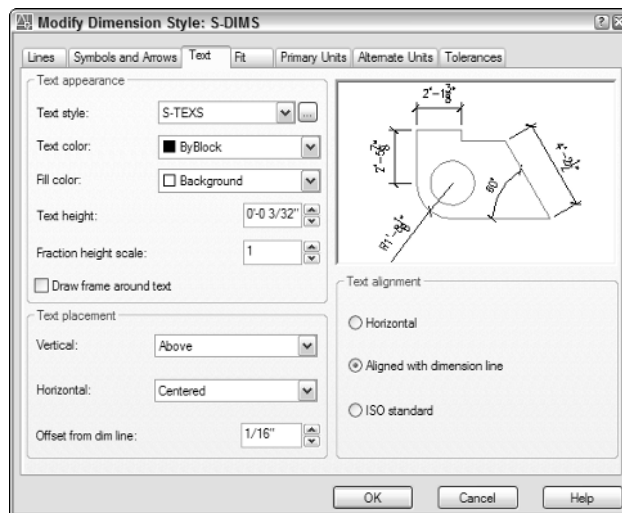 Modify Dimension Style: S-DIMS
Lines Symbols and Arrows Text Fit Primary Units Alternate Units Tolerances
Text appearance
Text style: S-TEXS ...
Text color: ByBlock
Fill color: Background
Text height: 0'-0 3/32"
Fraction height scale: 1
Draw frame around text
Text placement
Vertical: Above
Horizontal: Centered
Offset from dim line: 1/16"
60°
Text alignment
Horizontal
Aligned with dimension line
ISO standard
OK Cancel Help